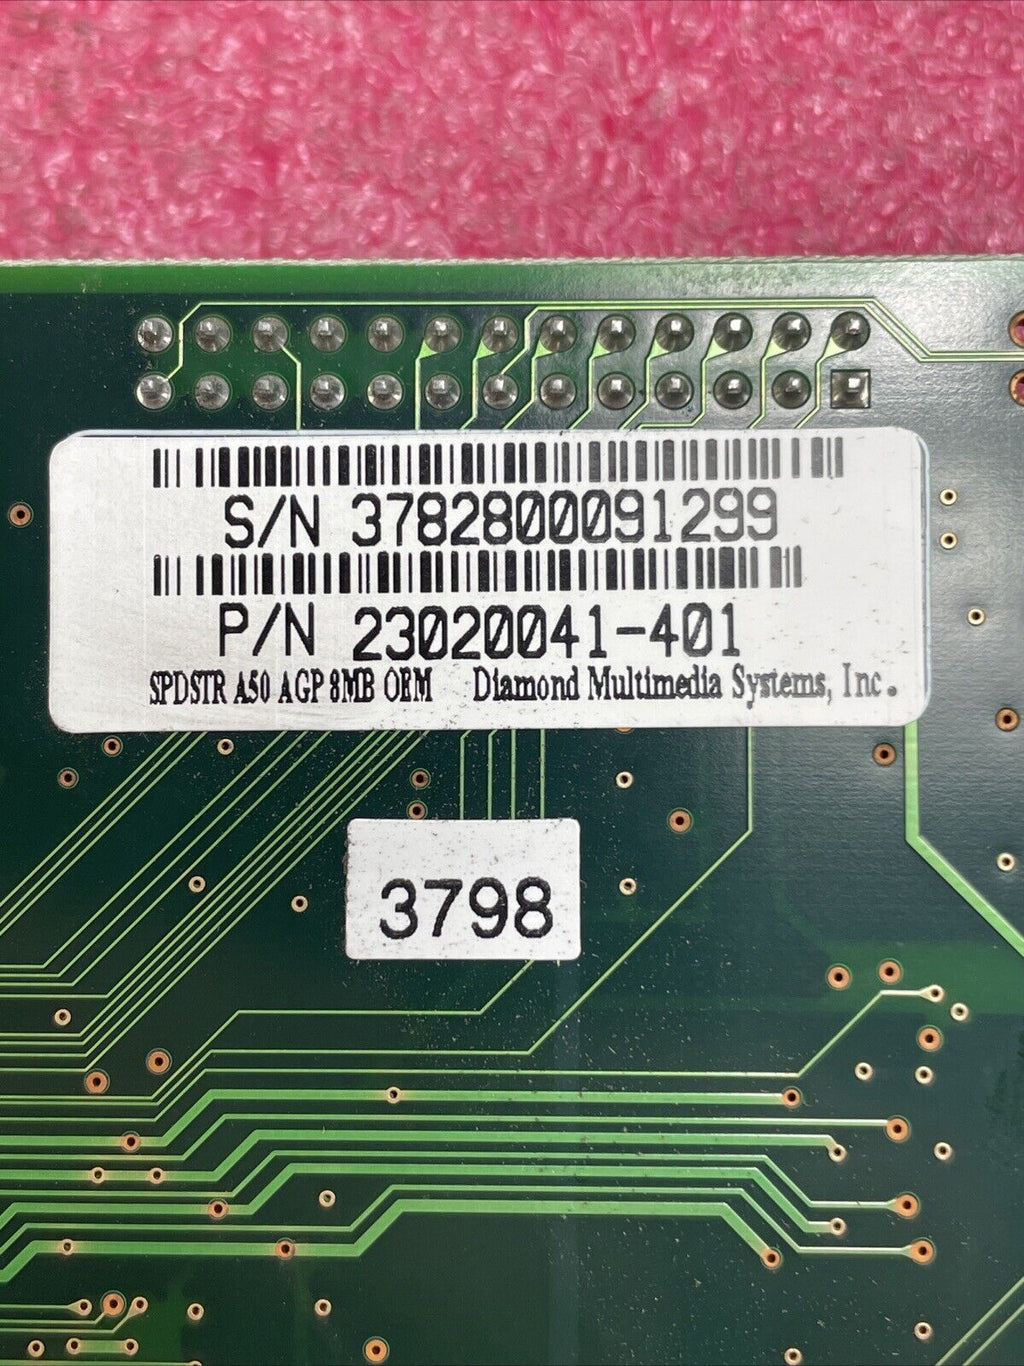 S/N 3782800091299
P/N 23020041-401
SPDSTR A50 AGP 8MB OEM Diamond Multimedia Systems, Inc.
3798